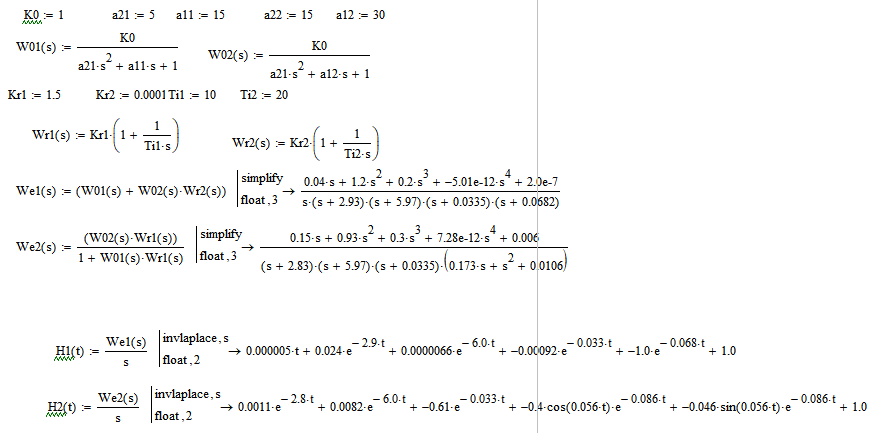 K0 := 1 a21 := 5 a11 := 15 a22 := 15 a12 := 30
W01(s) := K0 / (a21·s^2 + a11·s + 1) W02(s) := K0 / (a21·s^2 + a12·s + 1)
Kr1 := 1.5 Kr2 := 0.0001 Ti1 := 10 Ti2 := 20
Wr1(s) := Kr1·(1 + 1/(Ti1·s)) Wr2(s) := Kr2·(1 + 1/(Ti2·s))
We1(s) := (W01(s) + W02(s)·Wr2(s)) | simplify float,3 → (0.04·s + 1.2·s^2 + 0.2·s^3 + -5.01e-12·s^4 + 2.0e-7) / (s·(s + 2.93)·(s + 5.97)·(s + 0.0335)·(s + 0.0682))
We2(s) := (W02(s)·Wr1(s)) / (1 + W01(s)·Wr1(s)) | simplify float,3 → (0.15·s + 0.93·s^2 + 0.3·s^3 + 7.28e-12·s^4 + 0.006) / ((s + 2.83)·(s + 5.97)·(s + 0.0335)·(0.173·s + s^2 + 0.0106))
H1(t) := We1(s) / s | invlaplace,s float,2 → 0.000005·t + 0.024·e^(-2.9·t) + 0.0000066·e^(-6.0·t) + -0.00092·e^(-0.033·t) + -1.0·e^(-0.068·t) + 1.0
H2(t) := We2(s) / s | invlaplace,s float,2 → 0.0011·e^(-2.8·t) + 0.0082·e^(-6.0·t) + -0.61·e^(-0.033·t) + -0.4·cos(0.056·t)·e^(-0.086·t) + -0.046·sin(0.056·t)·e^(-0.086·t) + 1.0